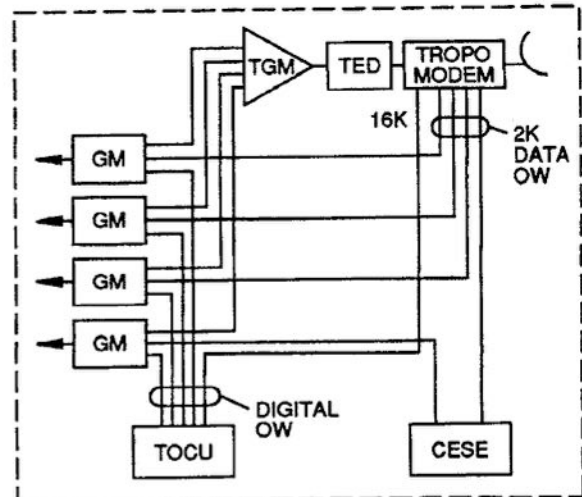 TGM
TED
TROPO
MODEM
16K
2K
DATA
OW
GM
GM
GM
GM
DIGITAL
OW
TOCU
CESE